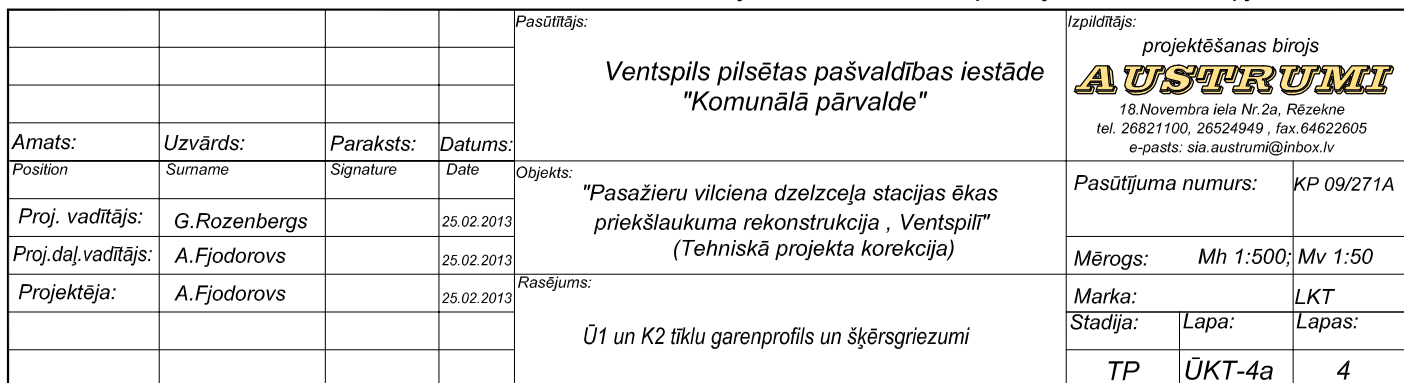 Pasūtītājs:
Ventspils pilsētas pašvaldības iestāde
"Komunālā pārvalde"
Izpildītājs:
projektēšanas birojs
AUSTRUMI
18.Novembra iela Nr.2a, Rēzekne
tel. 26821100, 26524949 , fax.64622605
e-pasts: sia.austrumi@inbox.lv
Amats: Uzvārds: Paraksts: Datums:
Position Surname Signature Date
Proj. vadītājs: G.Rozenbergs 25.02.2013
Proj.daļ.vadītājs: A.Fjodorovs 25.02.2013
Projektēja: A.Fjodorovs 25.02.2013
Objekts:
"Pasažieru vilciena dzelzceļa stacijas ēkas
priekšlaukuma rekonstrukcija , Ventspilī"
(Tehniskā projekta korekcija)
Rasējums:
Ū1 un K2 tīklu garenprofils un šķērsgriezumi
Pasūtījuma numurs: KP 09/271A
Mērogs: Mh 1:500; Mv 1:50
Marka: LKT
Stadija: Lapa: Lapas:
TP ŪKT-4a 4